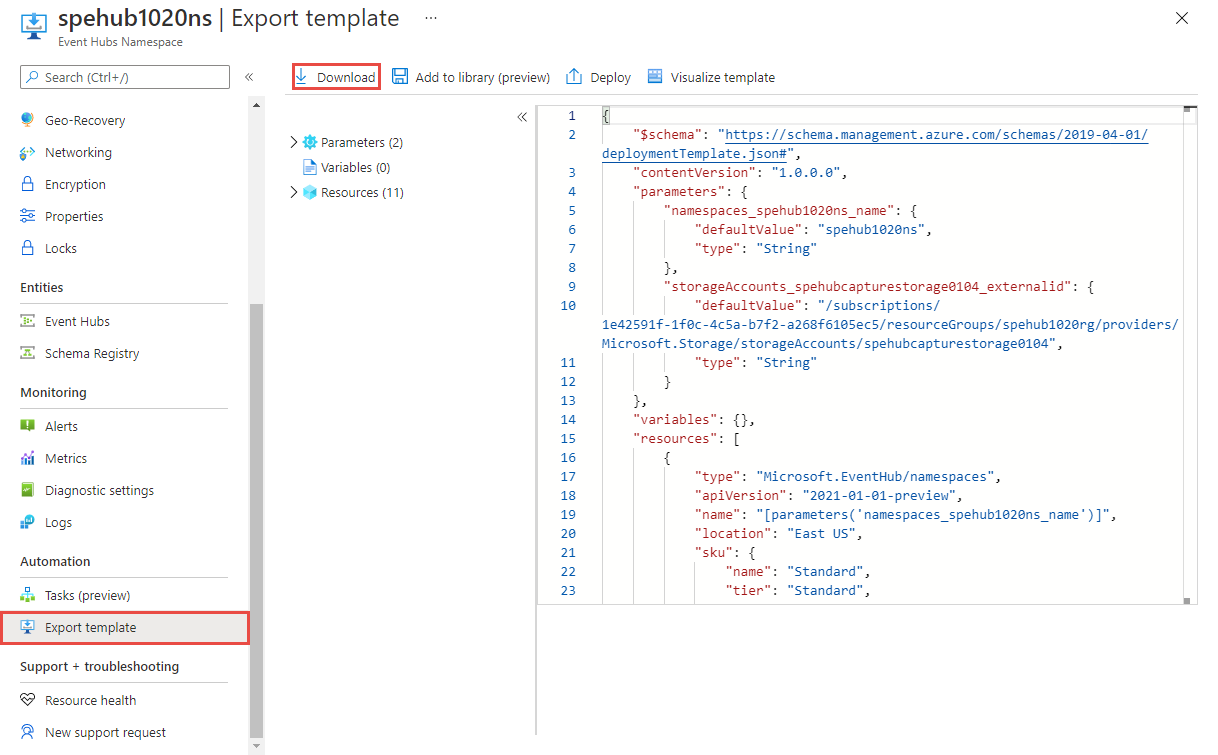 spehub1020ns | Export template ...
Event Hubs Namespace
Search (Ctrl+/)
«
Geo-Recovery
Networking
Encryption
Properties
Locks
Entities
Event Hubs
Schema Registry
Monitoring
Alerts
Metrics
Diagnostic settings
Logs
Automation
Tasks (preview)
Export template
Support + troubleshooting
Resource health
New support request
Download
Add to library (preview)
Deploy
Visualize template
«
Parameters (2)
Variables (0)
Resources (11)
1 {
2 "$schema": "https://schema.management.azure.com/schemas/2019-04-01/
deploymentTemplate.json#",
3 "contentVersion": "1.0.0.0",
4 "parameters": {
5 "namespaces_spehub1020ns_name": {
6 "defaultValue": "spehub1020ns",
7 "type": "String"
8 },
9 "storageAccounts_spehubcapturestorage0104_externalid": {
10 "defaultValue": "/subscriptions/
1e42591f-1f0c-4c5a-b7f2-a268f6105ec5/resourceGroups/spehub1020rg/providers/
Microsoft.Storage/storageAccounts/spehubcapturestorage0104",
11 "type": "String"
12 }
13 },
14 "variables": {},
15 "resources": [
16 {
17 "type": "Microsoft.EventHub/namespaces",
18 "apiVersion": "2021-01-01-preview",
19 "name": "[parameters('namespaces_spehub1020ns_name')]",
20 "location": "East US",
21 "sku": {
22 "name": "Standard",
23 "tier": "Standard",